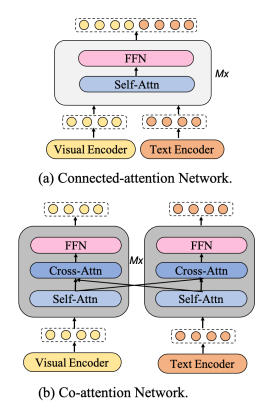 FFN
Self-Attn
Mx
Visual Encoder Text Encoder
(a) Connected-attention Network.
FFN Mx FFN
Cross-Attn Cross-Attn
Self-Attn Self-Attn
Visual Encoder Text Encoder
(b) Co-attention Network.